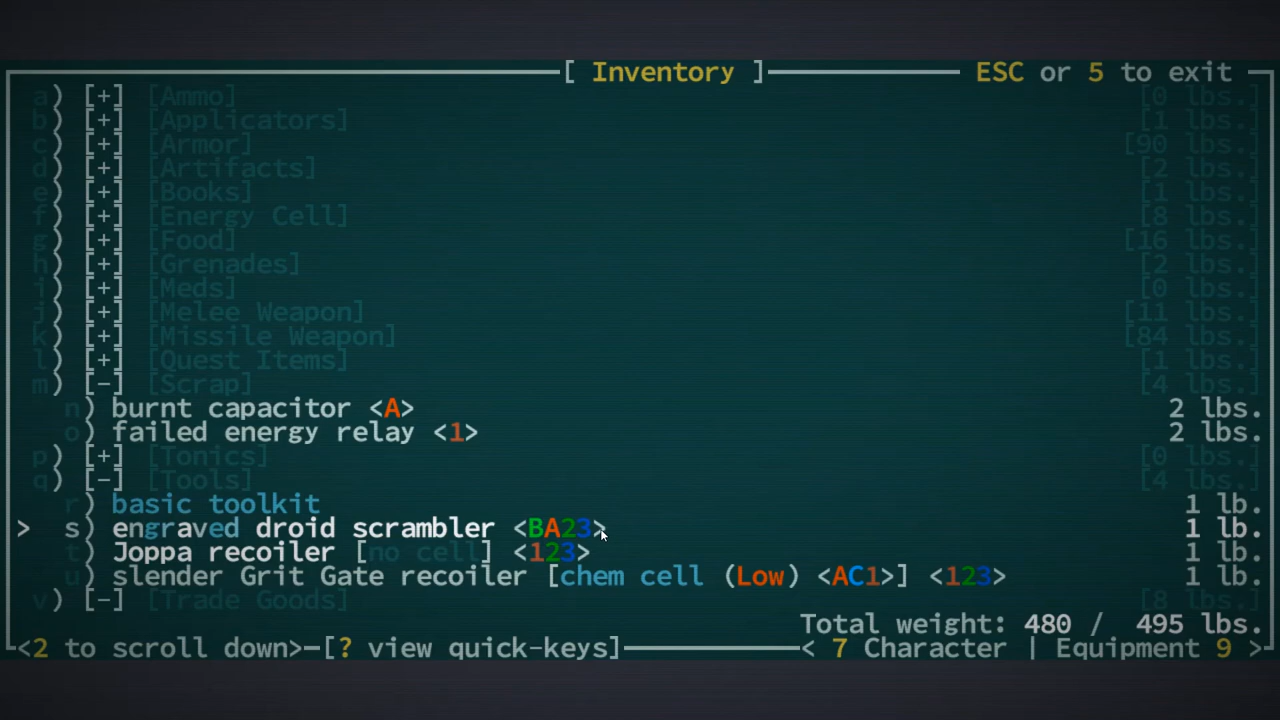 [ Inventory ] ESC or 5 to exit
a) [+] [Ammo] [0 lbs.]
b) [+] [Applicators] [1 lbs.]
c) [+] [Armor] [90 lbs.]
d) [+] [Artifacts] [2 lbs.]
e) [+] [Books] [1 lbs.]
f) [+] [Energy Cell] [8 lbs.]
g) [+] [Food] [16 lbs.]
h) [+] [Grenades] [2 lbs.]
i) [+] [Meds] [0 lbs.]
j) [+] [Melee Weapon] [11 lbs.]
k) [+] [Missile Weapon] [84 lbs.]
l) [+] [Quest Items] [1 lbs.]
m) [-] [Scrap] [4 lbs.]
n) burnt capacitor <A> 2 lbs.
o) failed energy relay <1> 2 lbs.
p) [+] [Tonics] [0 lbs.]
q) [-] [Tools] [4 lbs.]
r) basic toolkit 1 lb.
> s) engraved droid scrambler <BA23> 1 lb.
t) Joppa recoiler [no cell] <123> 1 lb.
u) slender Grit Gate recoiler [chem cell (Low) <AC1>] <123> 1 lb.
v) [-] [Trade Goods] [8 lbs.]
Total weight: 480 / 495 lbs.
<2 to scroll down> [? view quick-keys] < 7 Character | Equipment 9 >